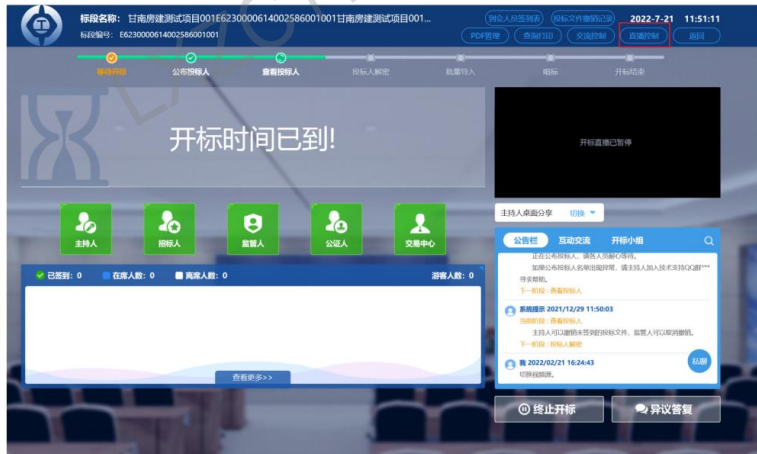 标段名称： 甘南房建测试项目001E6230000614002586001001甘南房建测试项目001...
标段编号： E6230000614002586001001
到会人员签到表
投标文件撤销记录
2022-7-21 11:51:11
PDF管理
查询打印
交流控制
直播控制
返回
等待开标
公布投标人
查看投标人
投标人解密
批量导入
唱标
开标结束
开标时间已到!
开标直播已暂停
主持人桌面分享 切换
主持人
招标人
监督人
公证人
交易中心
公告栏 互动交流 开标小组
正在公布投标人，请各人员耐心等待。
如果公布投标人名单出现异常，请主持人加入技术支持QQ群***
寻求帮助。
下一阶段：查看投标人
系统提示 2021/12/29 11:50:03
当前阶段：查看投标人
主持人可以撤销未签到的投标文件，监管人可以取消撤销。
下一阶段：投标人解密
我 2022/02/21 16:24:43
切换视频源。
私聊
已签到：0 在席人数：0 离席人数：0 游客人数：0
查看更多>>
终止开标
异议答复